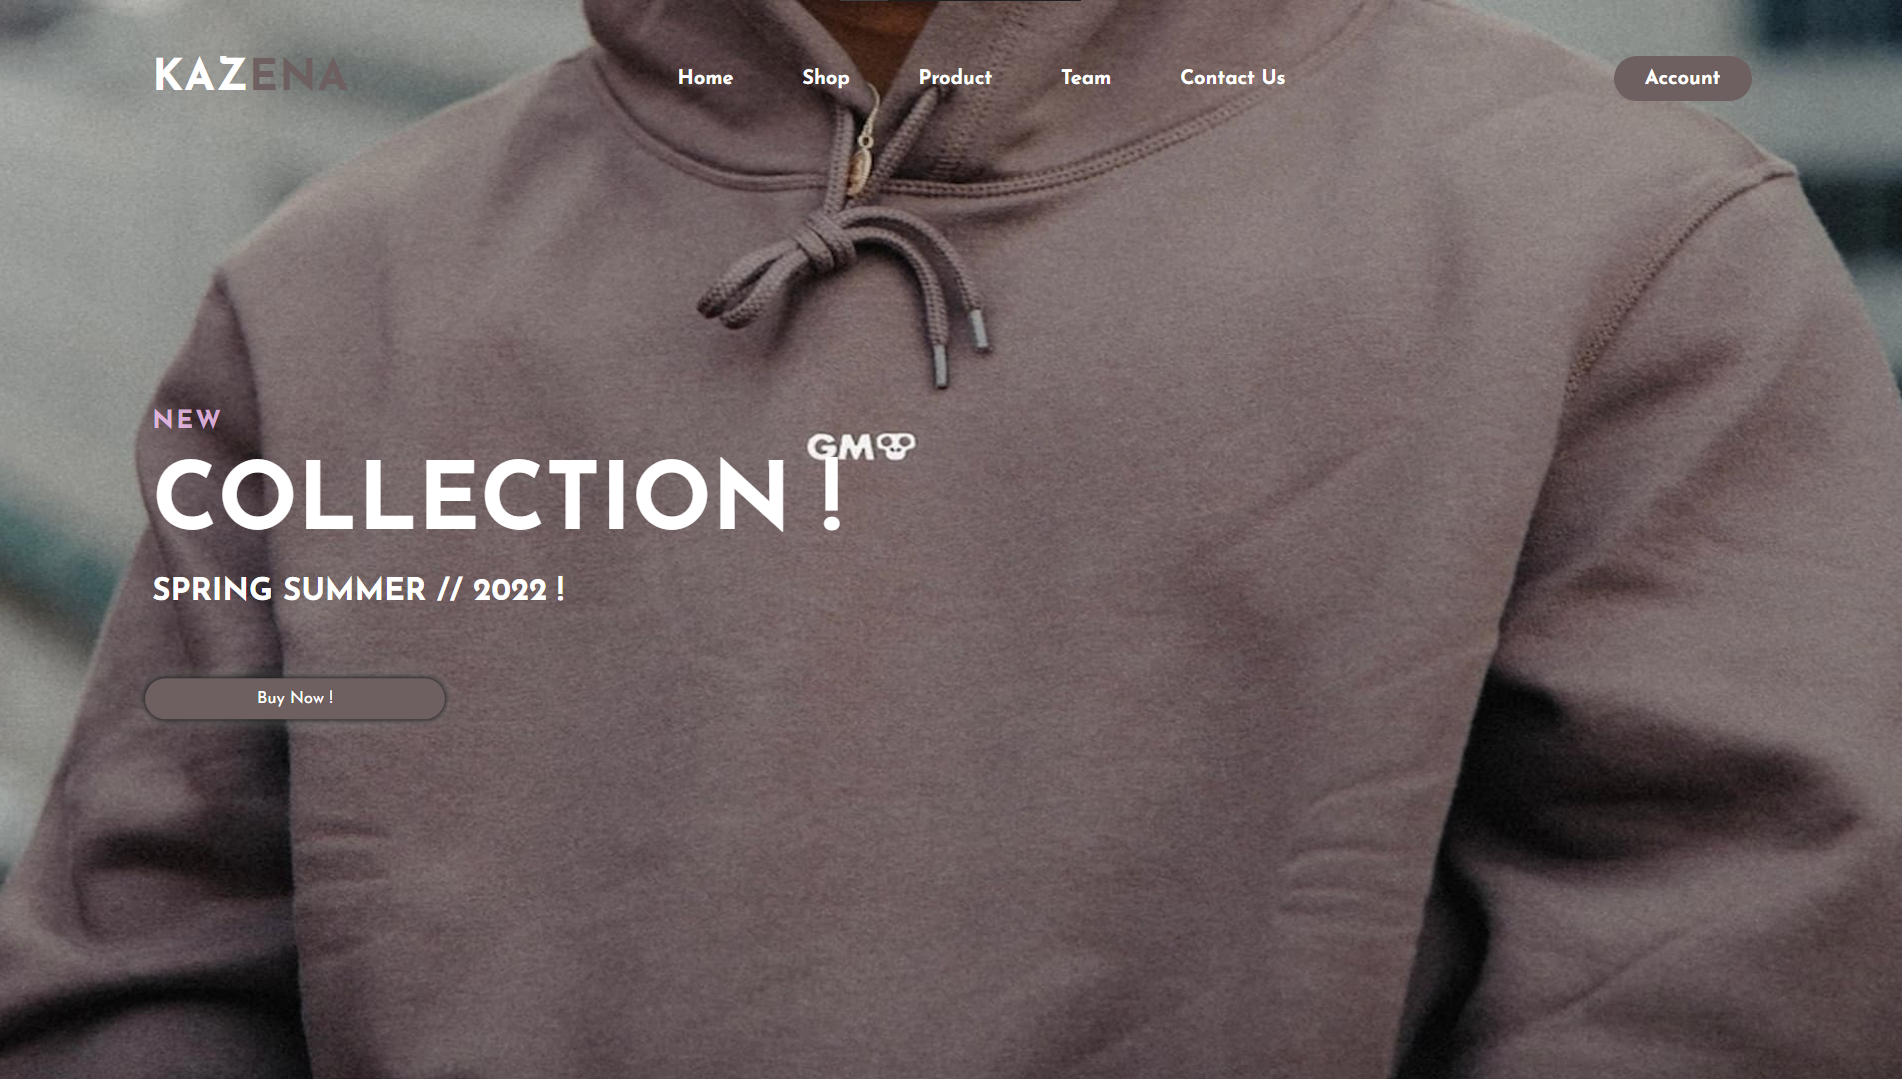 KAZENA
Home Shop Product Team Contact Us
Account
NEW
GM
COLLECTION !
SPRING SUMMER // 2022 !
Buy Now !